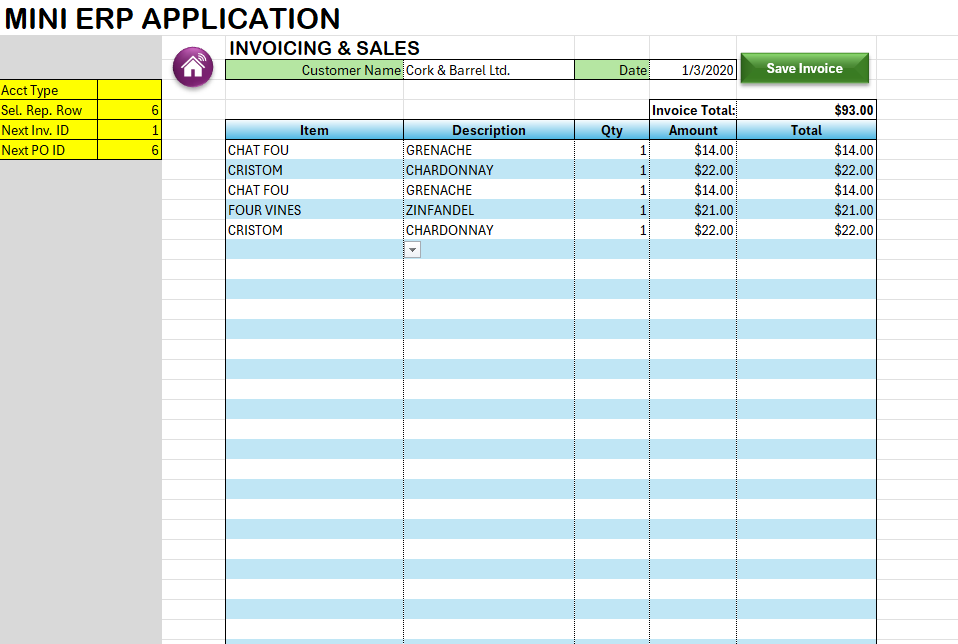 MINI ERP APPLICATION
INVOICING & SALES
Customer Name Cork & Barrel Ltd. Date 1/3/2020 Save Invoice
Acct Type
Sel. Rep. Row 6 Invoice Total: $93.00
Next Inv. ID 1 Item Description Qty Amount Total
Next PO ID 6 CHAT FOU GRENACHE 1 $14.00 $14.00
CRISTOM CHARDONNAY 1 $22.00 $22.00
CHAT FOU GRENACHE 1 $14.00 $14.00
FOUR VINES ZINFANDEL 1 $21.00 $21.00
CRISTOM CHARDONNAY 1 $22.00 $22.00